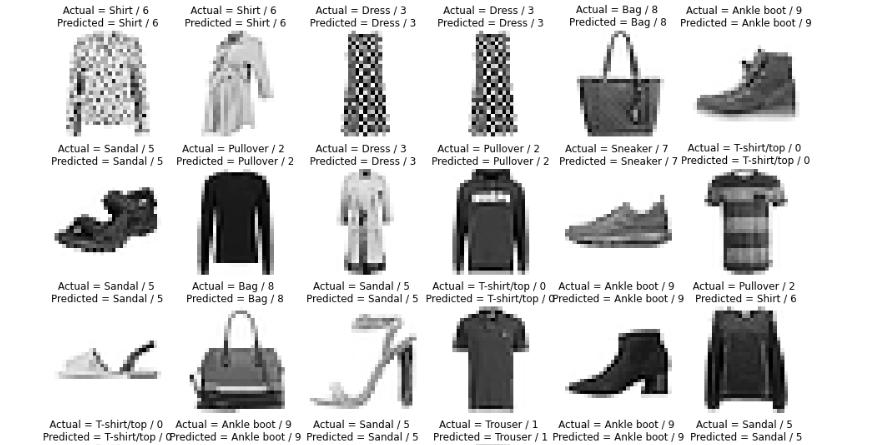 Actual = Shirt / 6
Predicted = Shirt / 6
Actual = Shirt / 6
Predicted = Shirt / 6
Actual = Dress / 3
Predicted = Dress / 3
Actual = Dress / 3
Predicted = Dress / 3
Actual = Bag / 8
Predicted = Bag / 8
Actual = Ankle boot / 9
Predicted = Ankle boot / 9
Actual = Sandal / 5
Predicted = Sandal / 5
Actual = Pullover / 2
Predicted = Pullover / 2
Actual = Dress / 3
Predicted = Dress / 3
Actual = Pullover / 2
Predicted = Pullover / 2
Actual = Sneaker / 7
Predicted = Sneaker / 7
Actual = T-shirt/top / 0
Predicted = T-shirt/top / 0
Actual = Sandal / 5
Predicted = Sandal / 5
Actual = Bag / 8
Predicted = Bag / 8
Actual = Sandal / 5
Predicted = Sandal / 5
Actual = T-shirt/top / 0
Predicted = T-shirt/top / 0
Actual = Ankle boot / 9
Predicted = Ankle boot / 9
Actual = Pullover / 2
Predicted = Shirt / 6
Actual = T-shirt/top / 0
Predicted = T-shirt/top / 0
Actual = Ankle boot / 9
Predicted = Ankle boot / 9
Actual = Sandal / 5
Predicted = Sandal / 5
Actual = Trouser / 1
Predicted = Trouser / 1
Actual = Ankle boot / 9
Predicted = Ankle boot / 9
Actual = Sandal / 5
Predicted = Sandal / 5